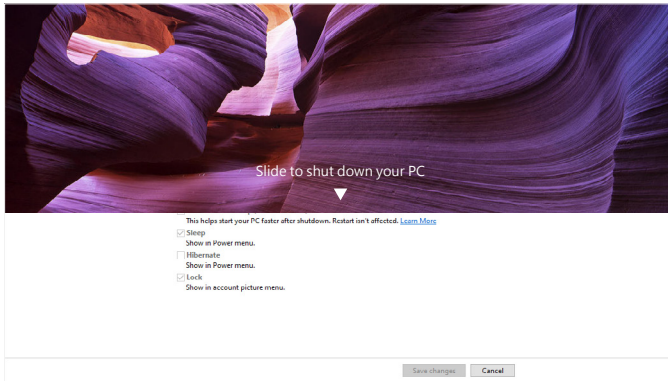 Slide to shut down your PC
This helps start your PC faster after shutdown. Restart isn't affected. Learn More
Sleep
Show in Power menu.
Hibernate
Show in Power menu.
Lock
Show in account picture menu.
Save changes Cancel